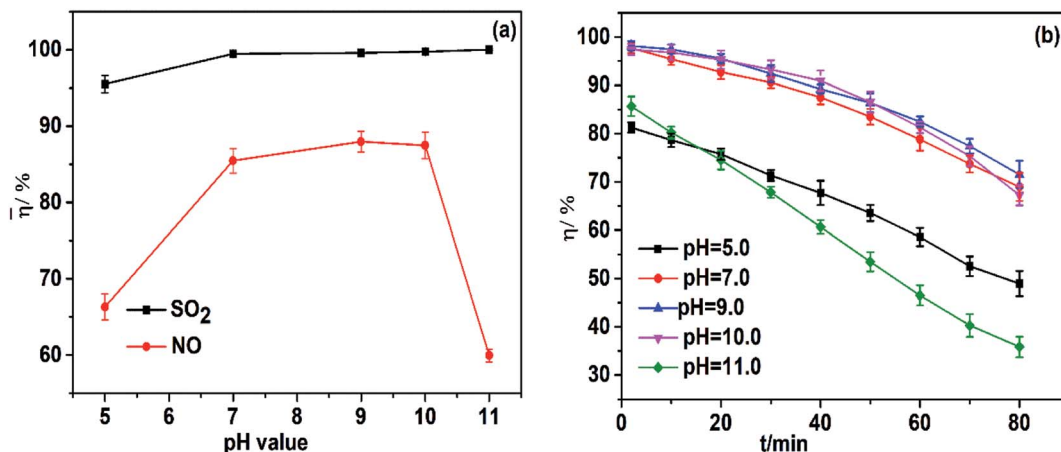 (a)
100
90
80
70
60
η̅/ %
SO2
NO
5 6 7 8 9 10 11
pH value
(b)
100
90
80
70
60
50
40
30
η/ %
pH=5.0
pH=7.0
pH=9.0
pH=10.0
pH=11.0
0 20 40 60 80
t/min